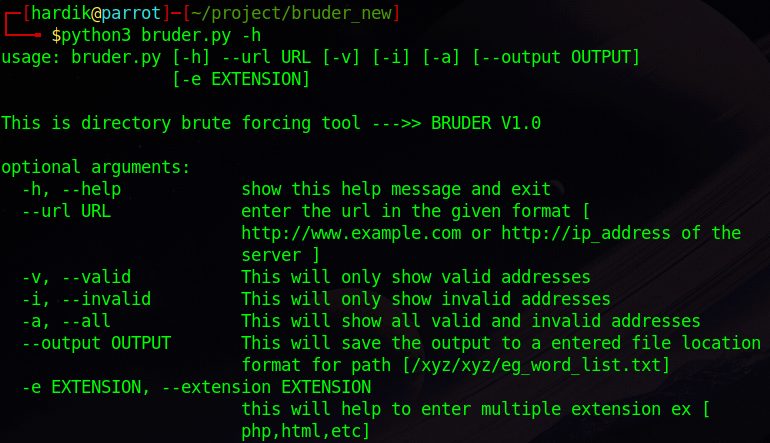 ┌─[hardik@parrot]─[~/project/bruder_new]
└──╼ $python3 bruder.py -h
usage: bruder.py [-h] --url URL [-v] [-i] [-a] [--output OUTPUT]
                 [-e EXTENSION]

This is directory brute forcing tool --->> BRUDER V1.0

optional arguments:
  -h, --help            show this help message and exit
  --url URL             enter the url in the given format [
                        http://www.example.com or http://ip_address of the
                        server ]
  -v, --valid           This will only show valid addresses
  -i, --invalid         This will only show invalid addresses
  -a, --all             This will show all valid and invalid addresses
  --output OUTPUT       This will save the output to a entered file location
                        format for path [/xyz/xyz/eg_word_list.txt]
  -e EXTENSION, --extension EXTENSION
                        this will help to enter multiple extension ex [
                        php,html,etc]